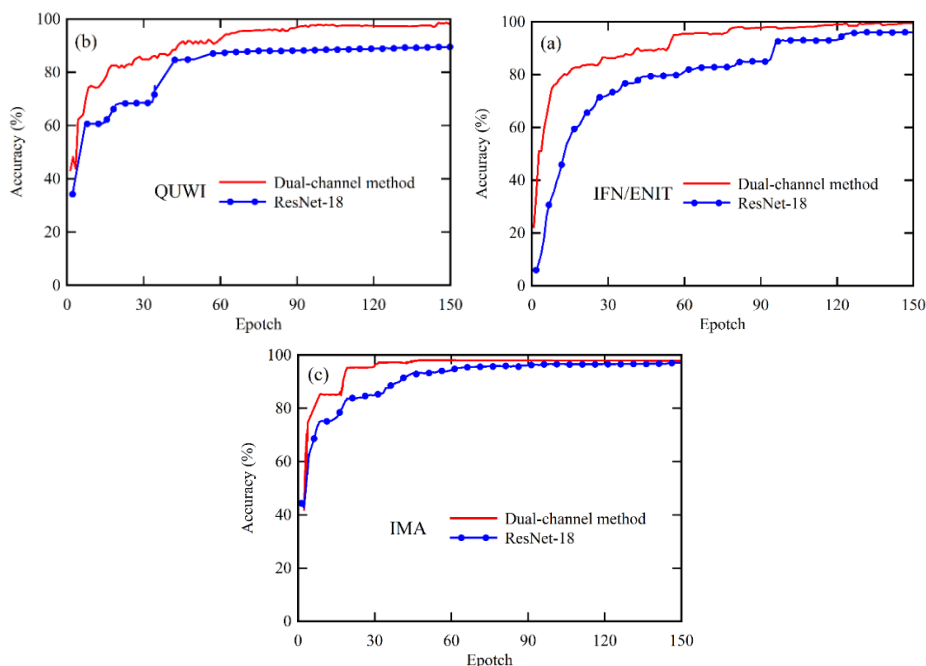 (b)
Accuracy (%)
100
80
60
40
20
0
QUWI
Dual-channel method
ResNet-18
0 30 60 90 120 150
Epotch
(a)
Accuracy (%)
100
80
60
40
20
0
IFN/ENIT
Dual-channel method
ResNet-18
0 30 60 90 120 150
Epotch
(c)
Accuracy (%)
100
80
60
40
20
0
IMA
Dual-channel method
ResNet-18
0 30 60 90 120 150
Epotch